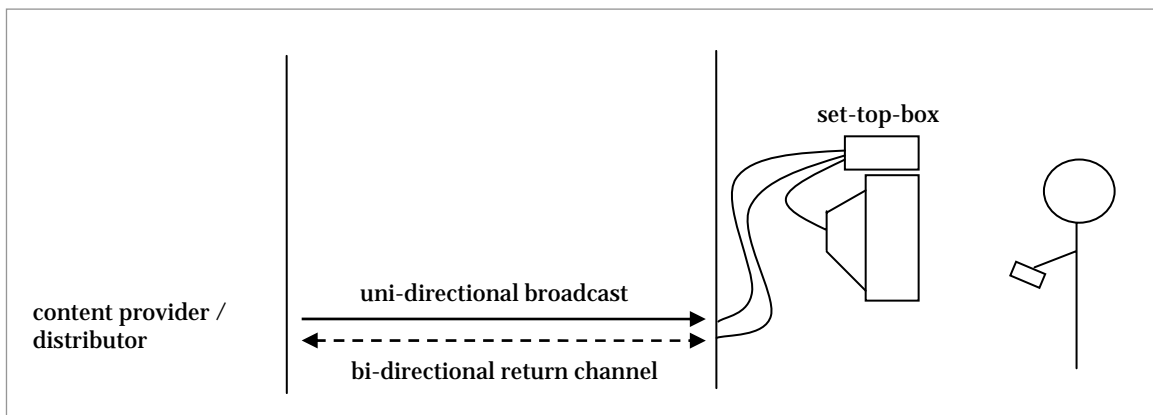 set-top-box
uni-directional broadcast
content provider /
distributor
bi-directional return channel